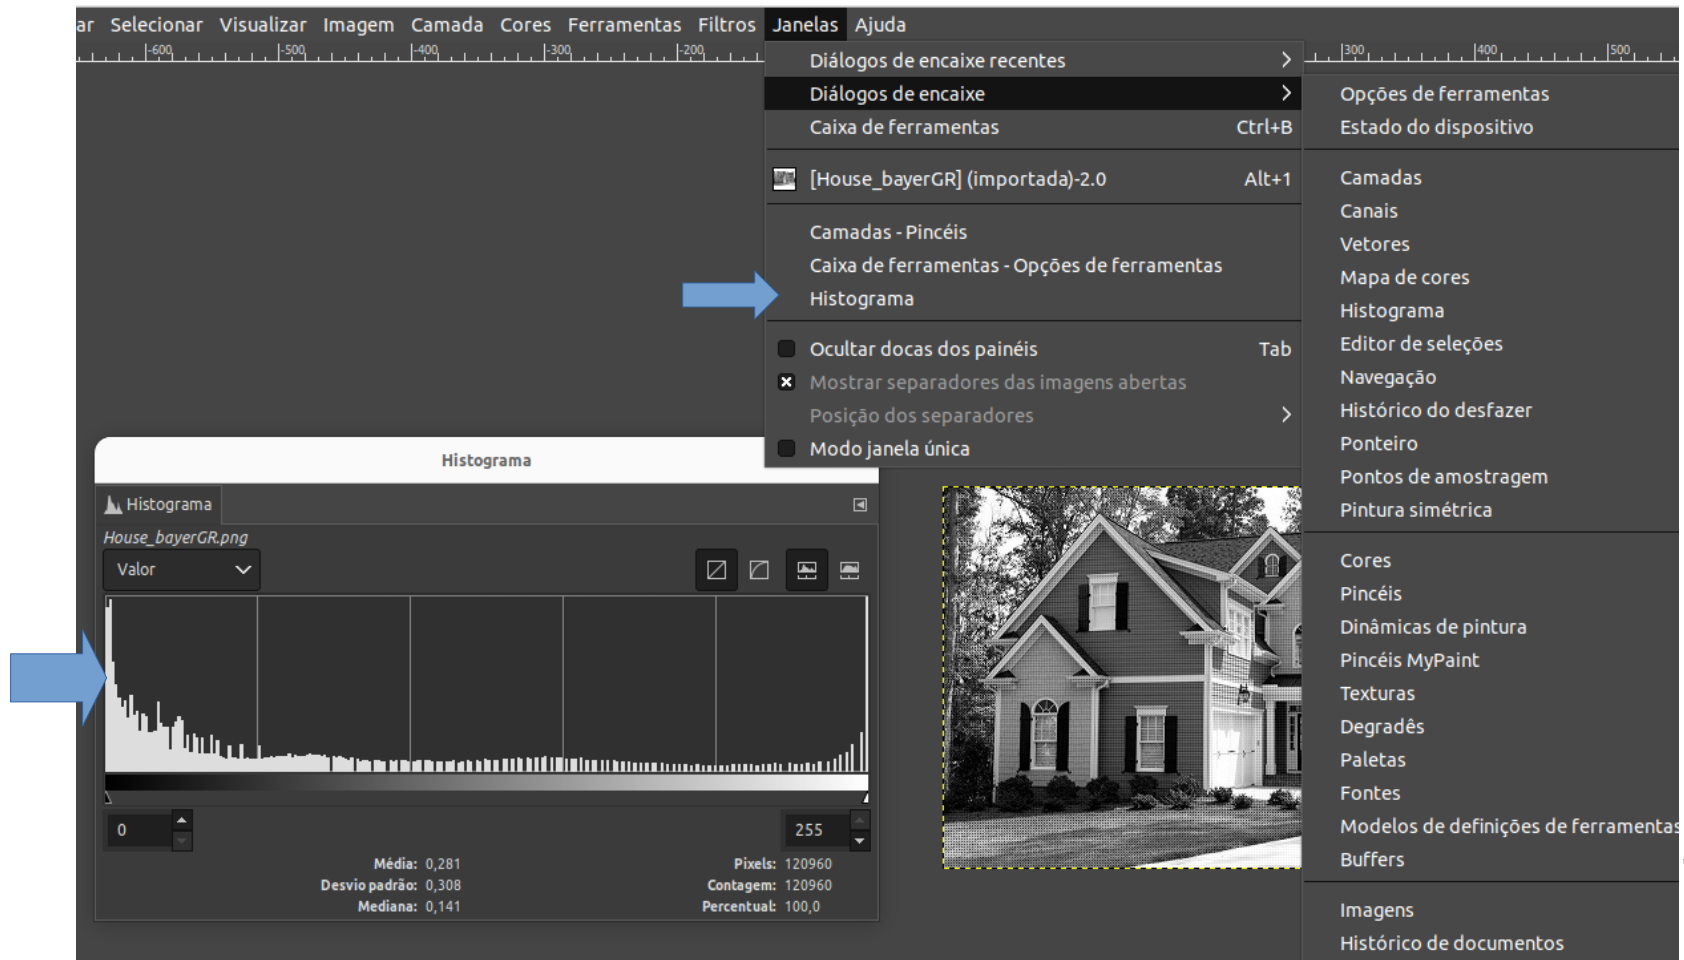 ar Selecionar Visualizar Imagem Camada Cores Ferramentas Filtros Janelas Ajuda
-600 -500 -400 -300 -200 300 400 500
Diálogos de encaixe recentes
Diálogos de encaixe
Caixa de ferramentas Ctrl+B
[House_bayerGR] (importada)-2.0 Alt+1
Camadas - Pincéis
Caixa de ferramentas - Opções de ferramentas
Histograma
Ocultar docas dos painéis Tab
Mostrar separadores das imagens abertas
Posição dos separadores
Modo janela única
Opções de ferramentas
Estado do dispositivo
Camadas
Canais
Vetores
Mapa de cores
Histograma
Editor de seleções
Navegação
Histórico do desfazer
Ponteiro
Pontos de amostragem
Pintura simétrica
Cores
Pincéis
Dinâmicas de pintura
Pincéis MyPaint
Texturas
Degradês
Paletas
Fontes
Modelos de definições de ferramentas
Buffers
Imagens
Histórico de documentos
Histograma
Histograma
House_bayerGR.png
Valor
0 255
Média: 0,281 Pixels: 120960
Desvio padrão: 0,308 Contagem: 120960
Mediana: 0,141 Percentual: 100,0